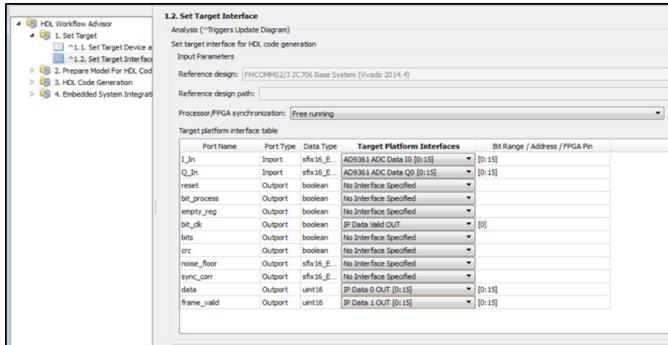 1.2. Set Target Interface
HDL Workflow Advisor
Analysis (^Triggers Update Diagram)
1. Set Target
Set target interface for HDL code generation
^1.1. Set Target Device a
Input Parameters
^1.2. Set Target Interfac
2. Prepare Model For HDL Cod
Reference design: FMCOMMS2/3 ZC706 Base System (Vivado 2014.4)
3. HDL Code Generation
Reference design path:
4. Embedded System Integrati
Processor/FPGA synchronization: Free running
Target platform interface table
Port Name Port Type Data Type Target Platform Interfaces Bit Range / Address / FPGA Pin
I_In Inport sfix16_E... AD9361 ADC Data I0 [0:15] [0:15]
Q_In Inport sfix16_E... AD9361 ADC Data Q0 [0:15] [0:15]
reset Outport boolean No Interface Specified
bit_process Outport boolean No Interface Specified
empty_reg Outport boolean No Interface Specified
bit_clk Outport boolean IP Data Valid OUT [0]
bits Outport boolean No Interface Specified
crc Outport boolean No Interface Specified
noise_floor Outport sfix16_E... No Interface Specified
sync_corr Outport sfix16_E... No Interface Specified
data Outport uint16 IP Data 0 OUT [0:15] [0:15]
frame_valid Outport uint16 IP Data 1 OUT [0:15] [0:15]